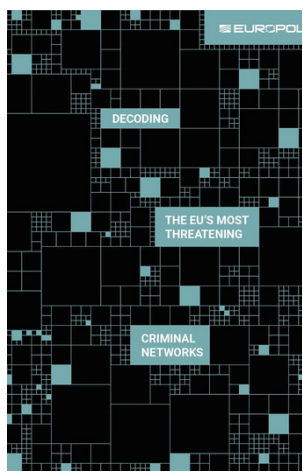 EUROPOL
DECODING
THE EU'S MOST
THREATENING
CRIMINAL
NETWORKS